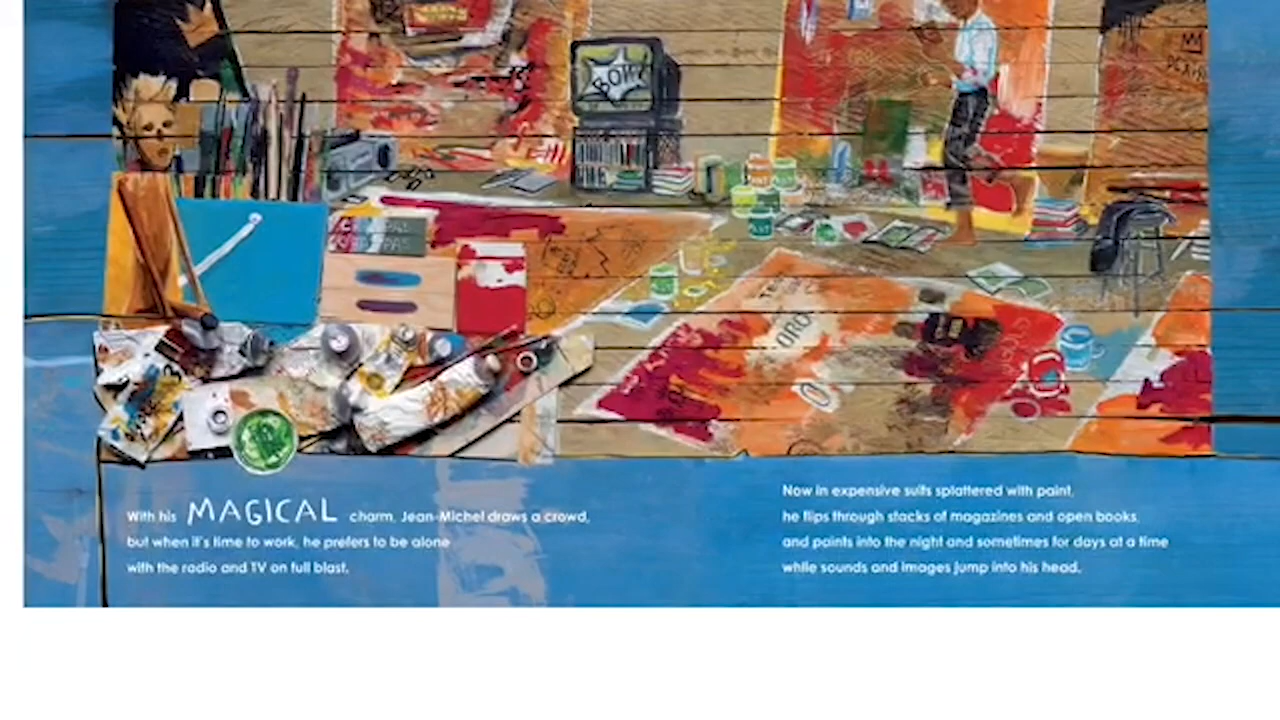 BOW
With his MAGICAL charm, Jean-Michel draws a crowd,
but when it's time to work, he prefers to be alone
with the radio and TV on full blast.
Now in expensive suits splattered with paint,
he flips through stacks of magazines and open books,
and paints into the night and sometimes for days at a time
while sounds and images jump into his head.